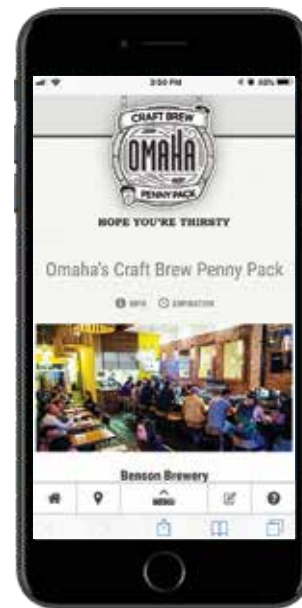 3:50 PM
CRAFT BREW
OMAHA
PENNY PACK
HOPE YOU'RE THIRSTY
Omaha's Craft Brew Penny Pack
INFO EXPIRATION
Benson Brewery
MENU